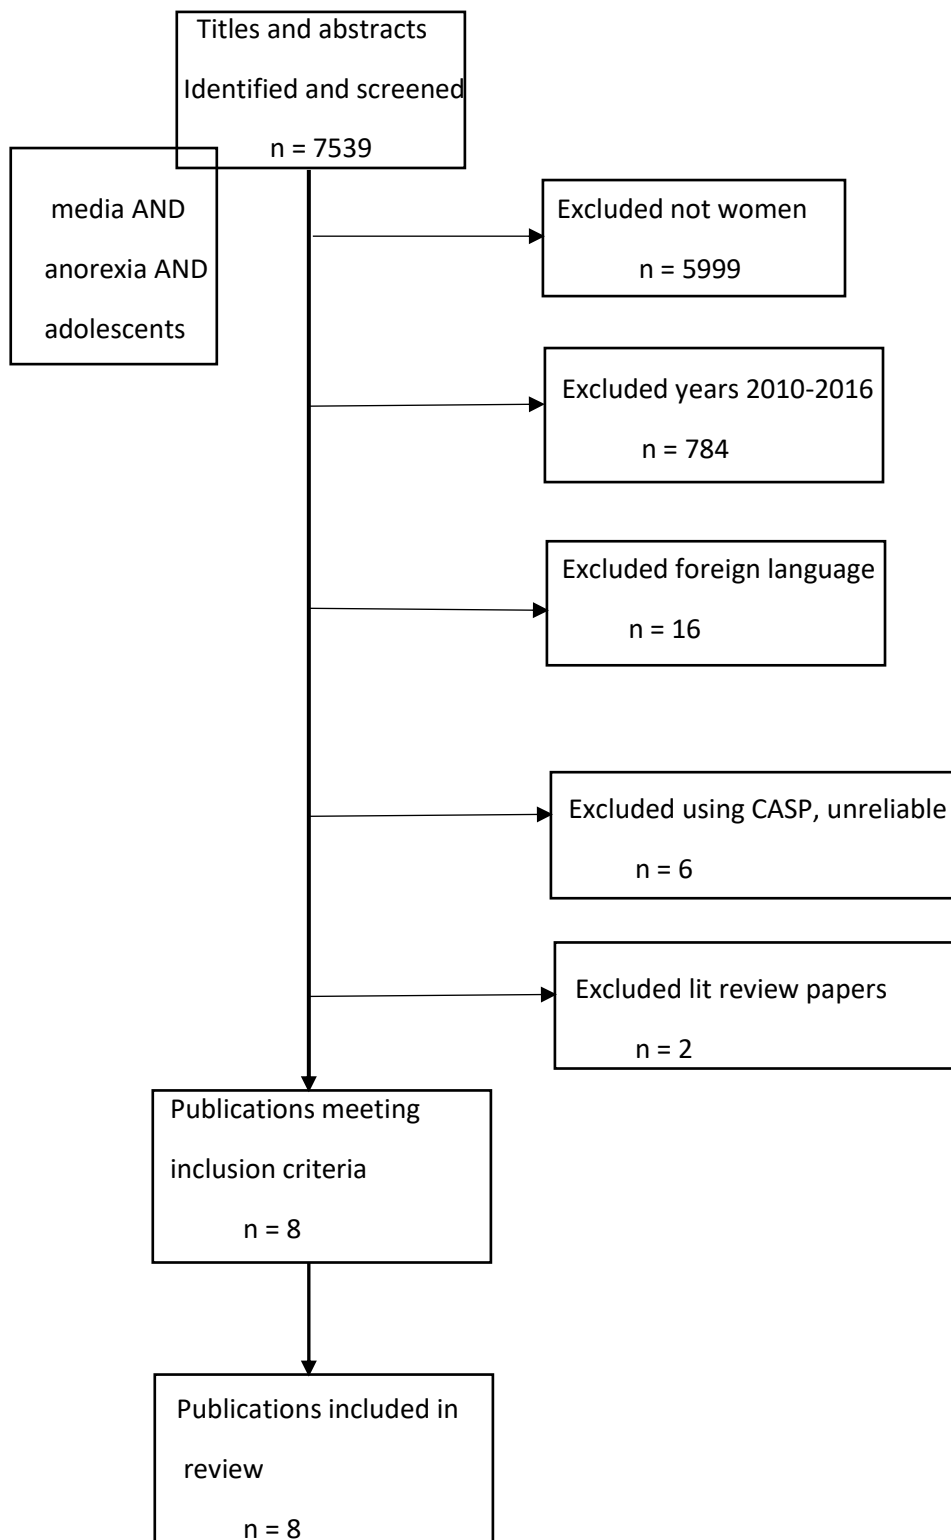 Titles and abstracts
Identified and screened
n = 7539
media AND
anorexia AND
adolescents
Excluded not women
n = 5999
Excluded years 2010-2016
n = 784
Excluded foreign language
n = 16
Excluded using CASP, unreliable
n = 6
Excluded lit review papers
n = 2
Publications meeting
inclusion criteria
n = 8
Publications included in
review
n = 8